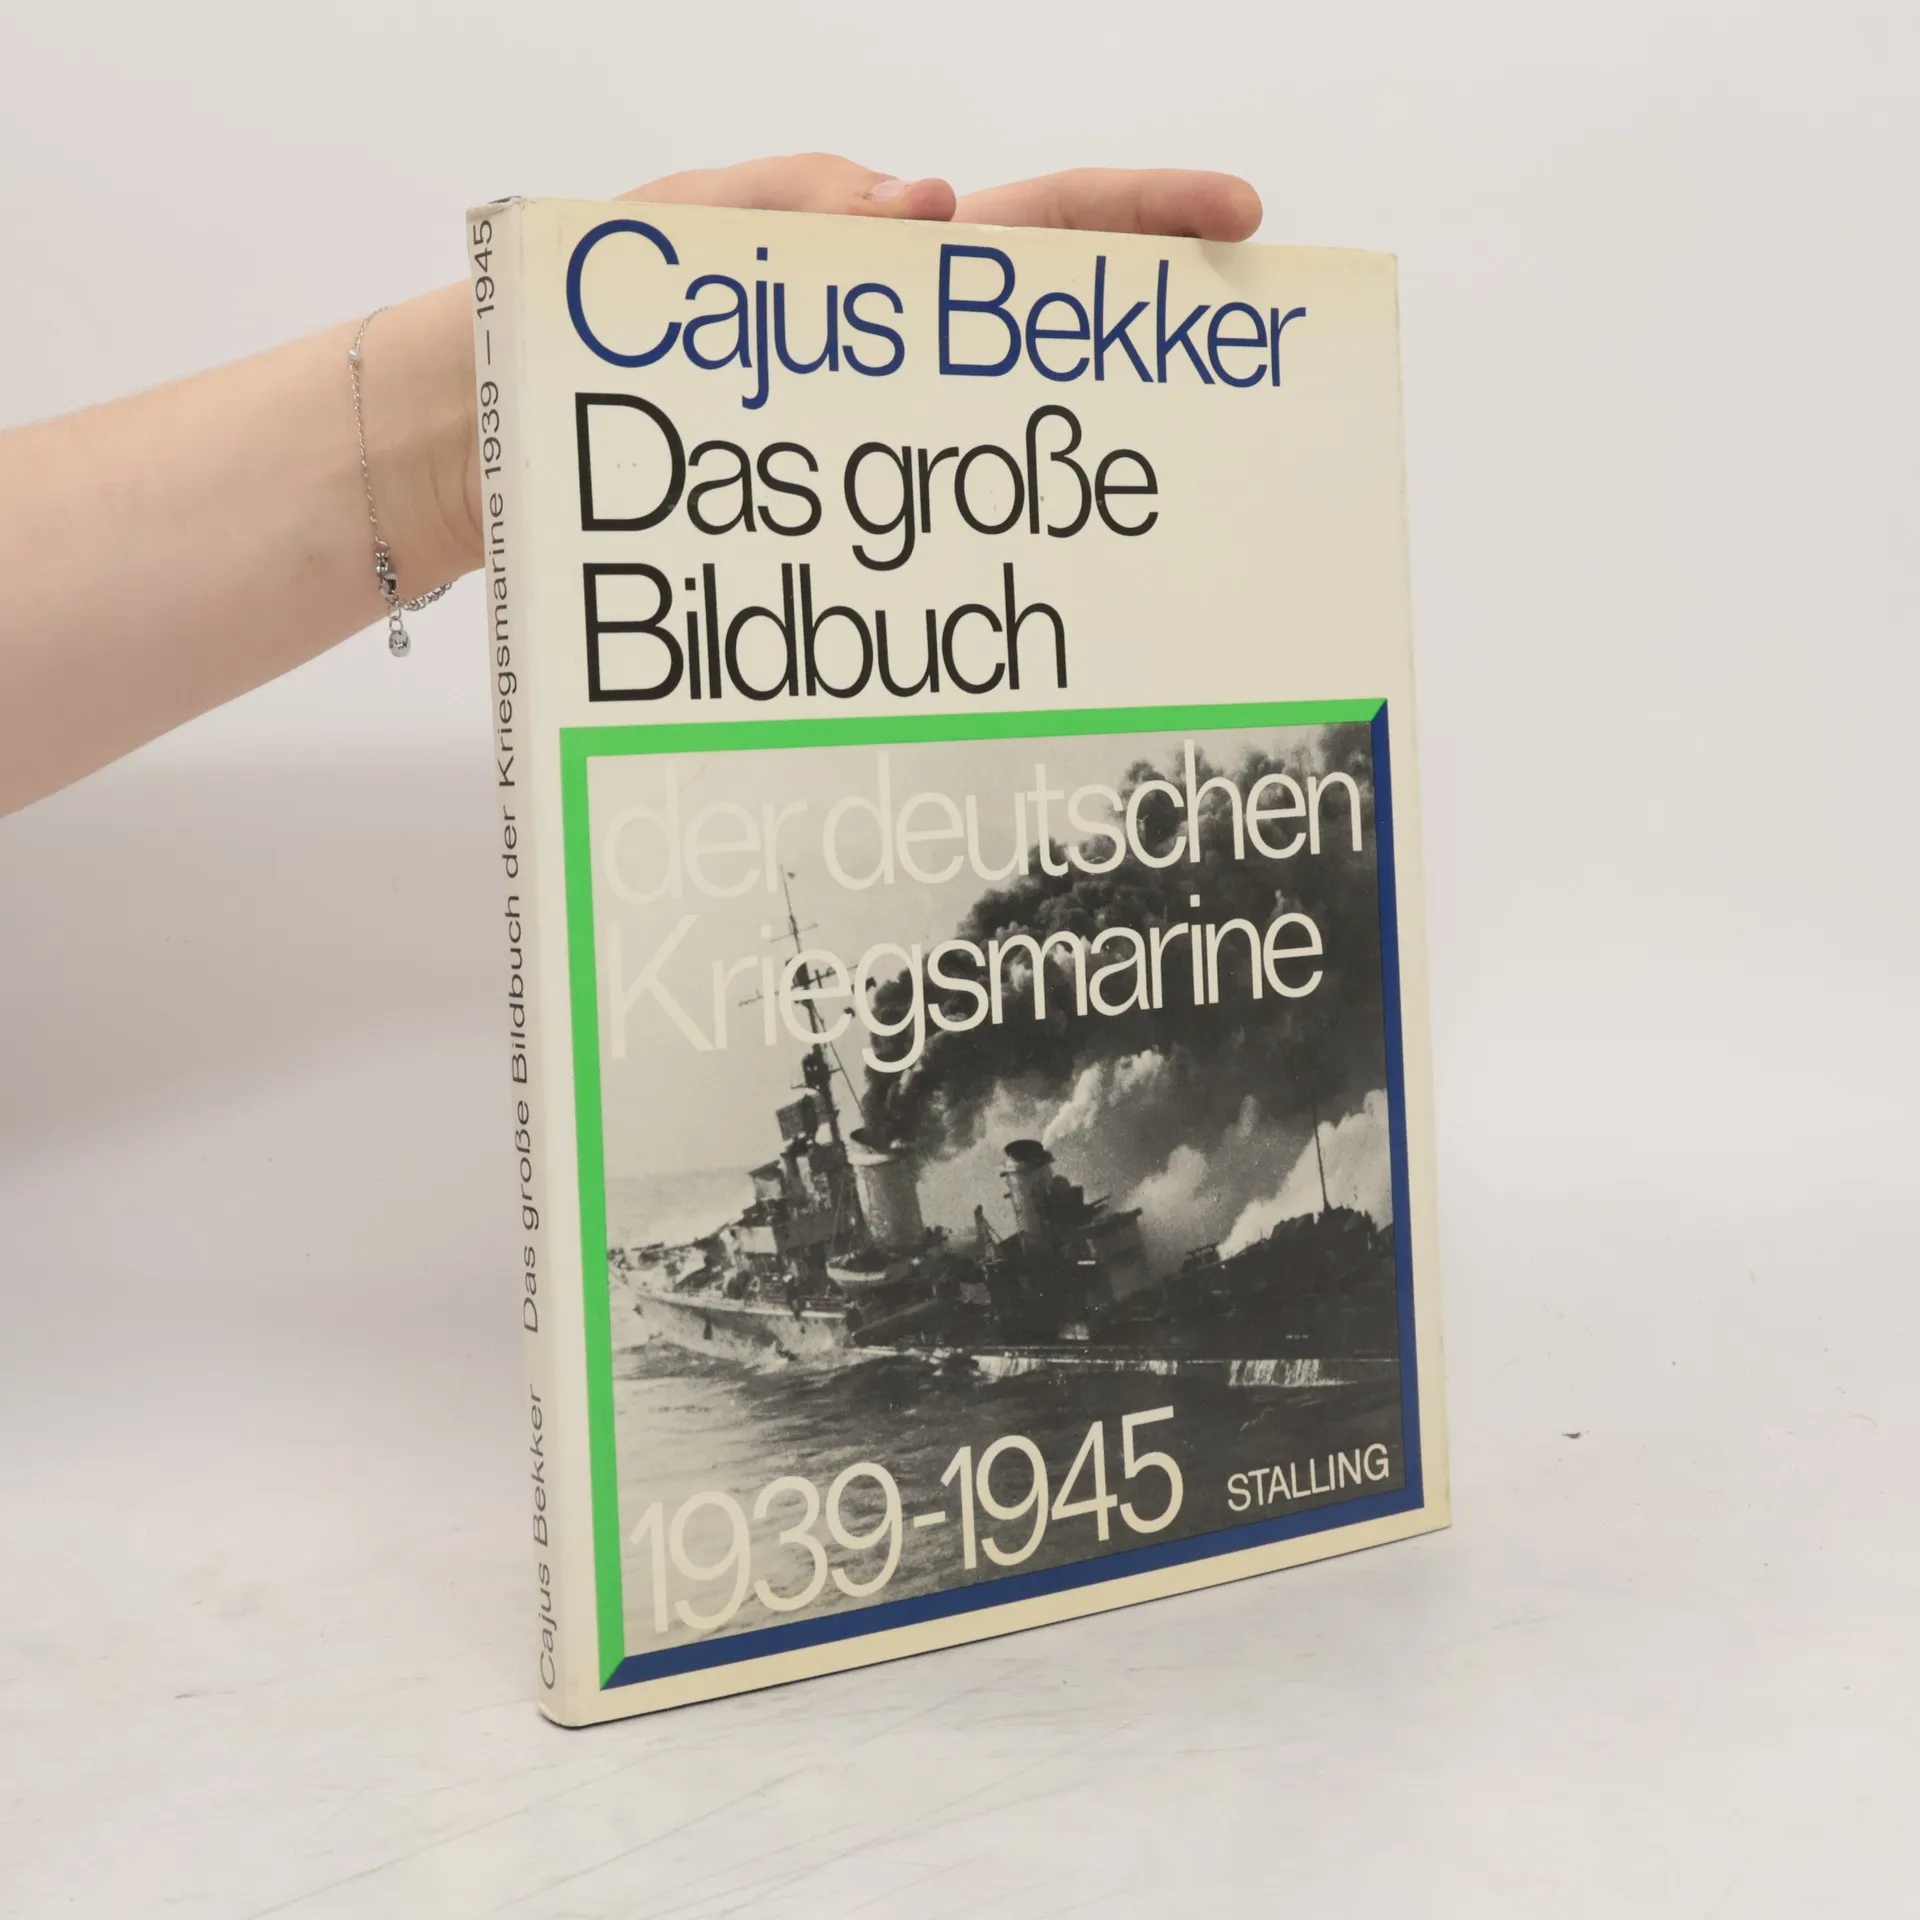 Cajus Bekker
Das große
Bildbuch
der deutschen
Kriegsmarine
1939-1945
STALLING
Cajus Bekker Das große Bildbuch der Kriegsmarine 1939 – 1945